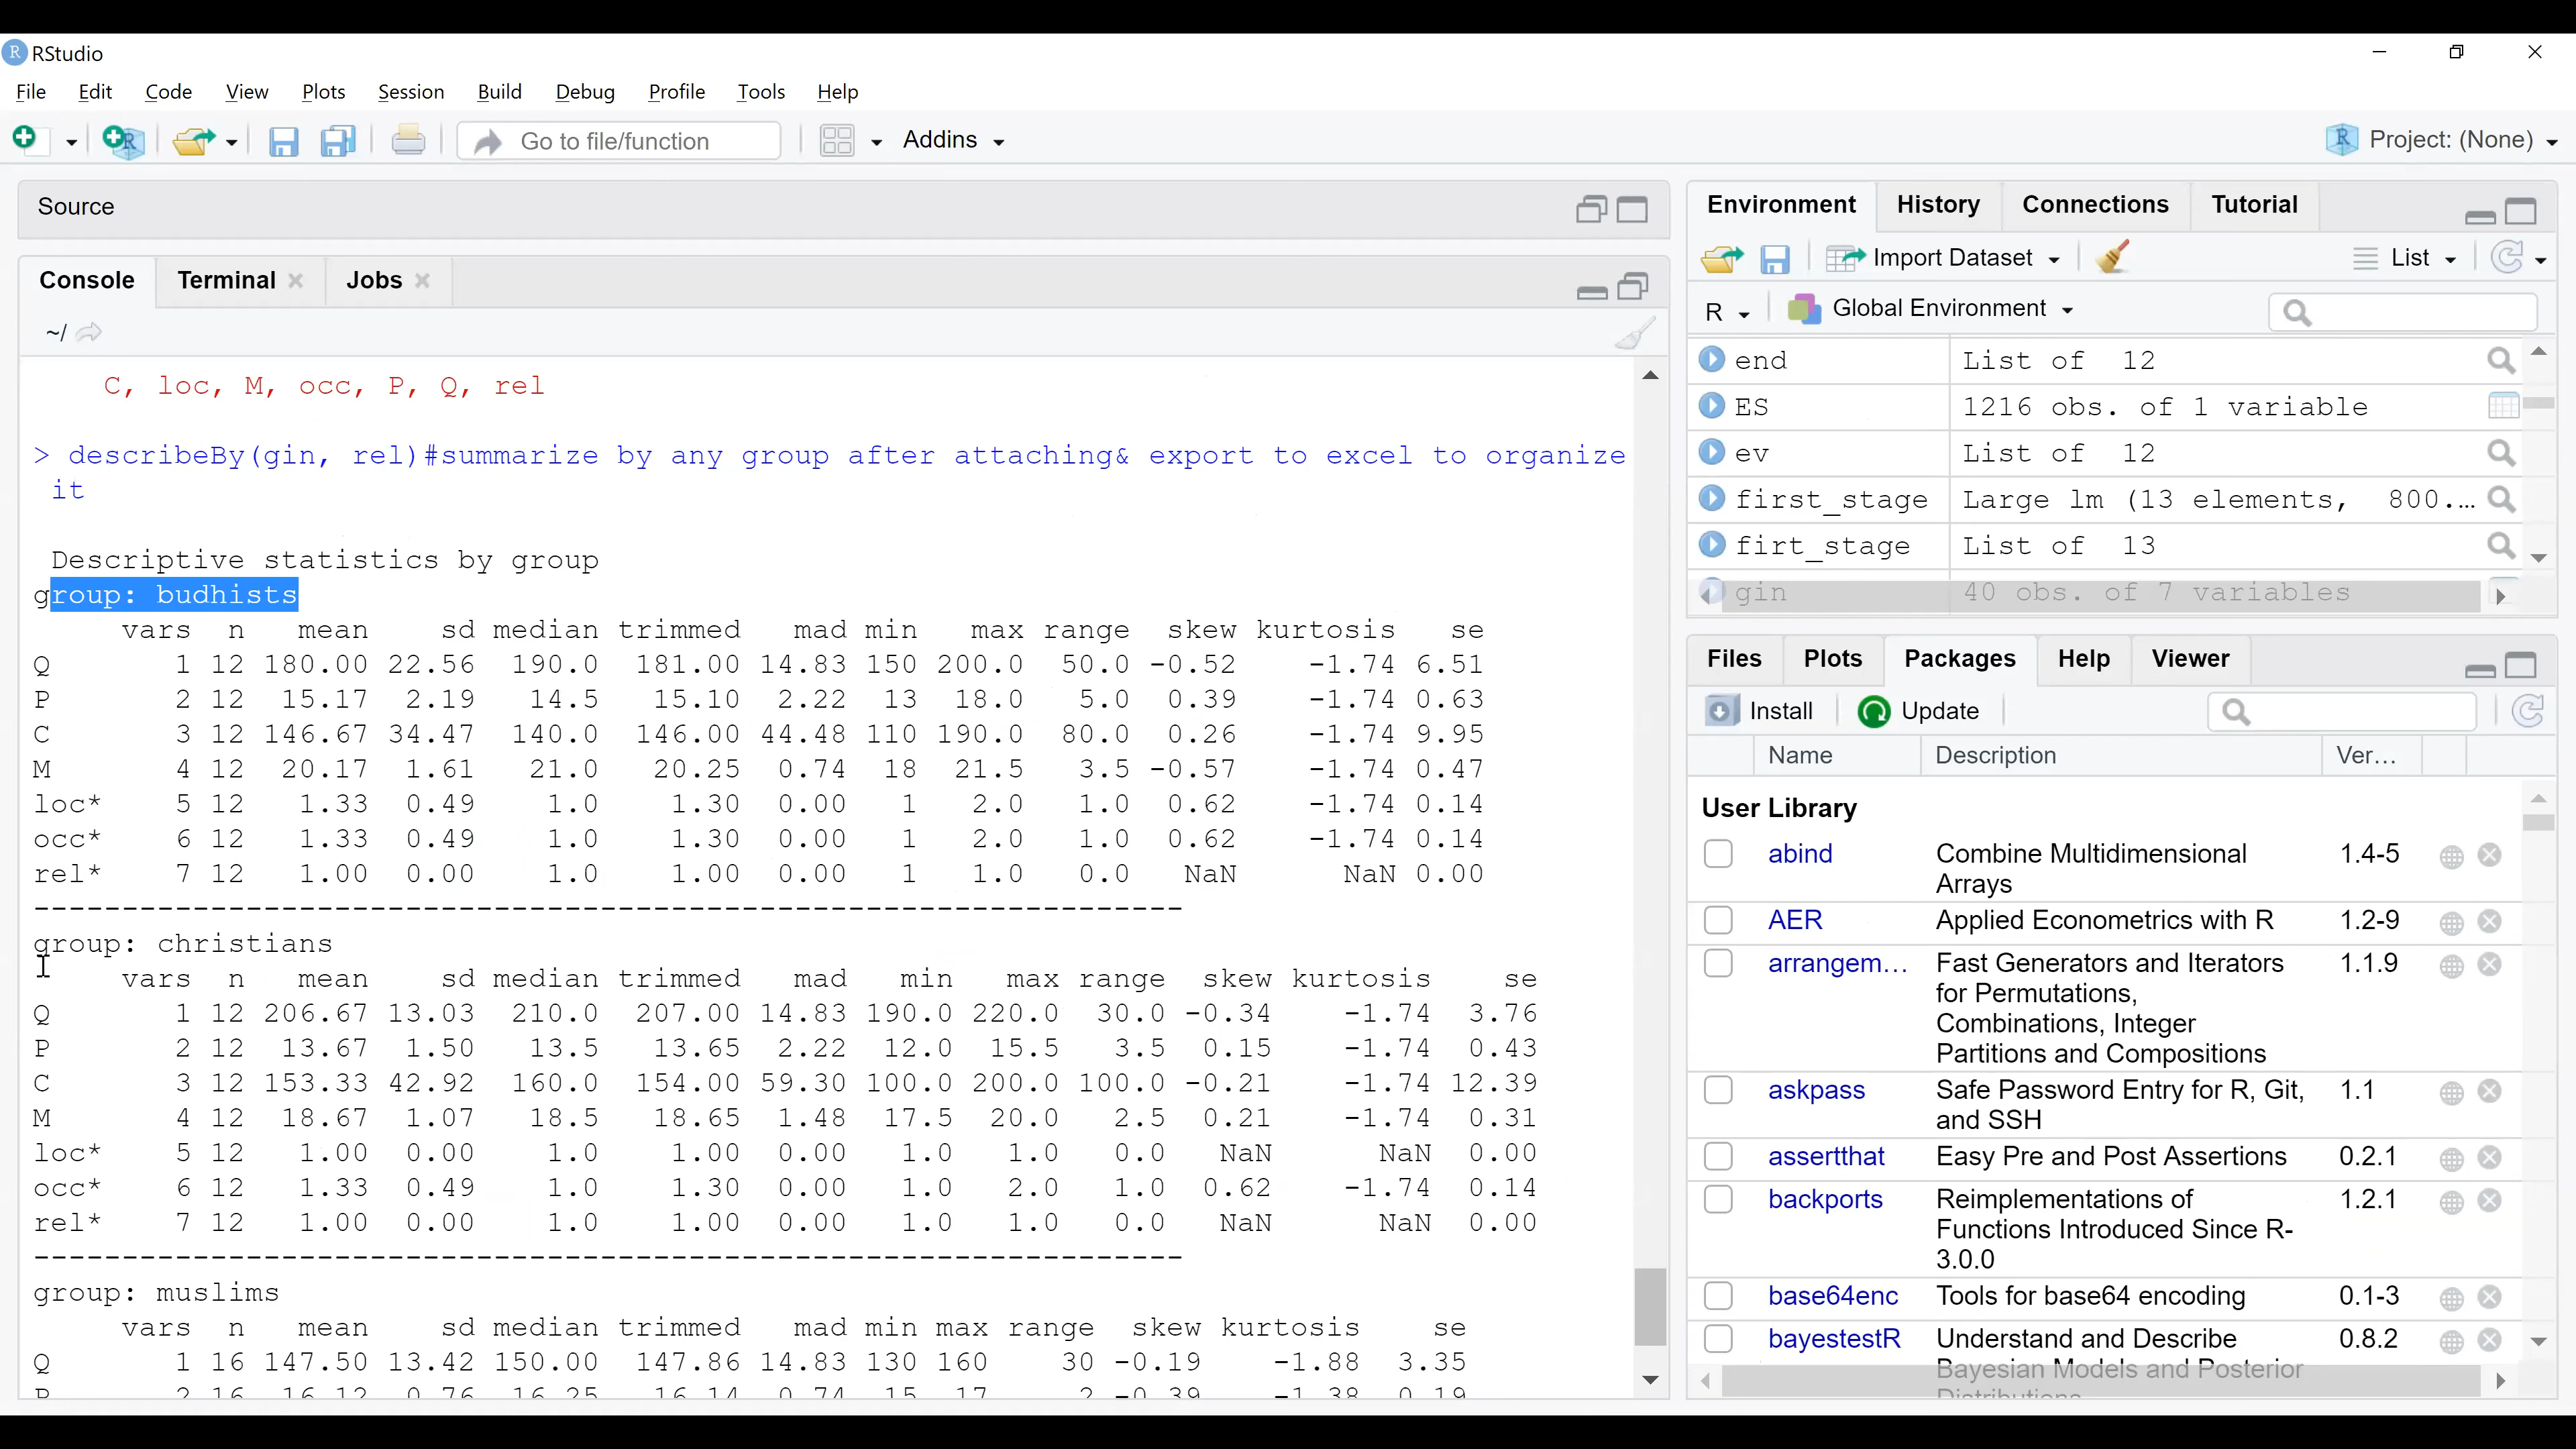 RStudio
File Edit Code View Plots Session Build Debug Profile Tools Help
Go to file/function Addins Project: (None)
Source
Console Terminal Jobs
~/
C, loc, M, occ, P, Q, rel
> describeBy(gin, rel)#summarize by any group after attaching& export to excel to organize
it
Descriptive statistics by group
group: budhists
vars n mean sd median trimmed mad min max range skew kurtosis se
Q 1 12 180.00 22.56 190.0 181.00 14.83 150 200.0 50.0 -0.52 -1.74 6.51
P 2 12 15.17 2.19 14.5 15.10 2.22 13 18.0 5.0 0.39 -1.74 0.63
C 3 12 146.67 34.47 140.0 146.00 44.48 110 190.0 80.0 0.26 -1.74 9.95
M 4 12 20.17 1.61 21.0 20.25 0.74 18 21.5 3.5 -0.57 -1.74 0.47
loc* 5 12 1.33 0.49 1.0 1.30 0.00 1 2.0 1.0 0.62 -1.74 0.14
occ* 6 12 1.33 0.49 1.0 1.30 0.00 1 2.0 1.0 0.62 -1.74 0.14
rel* 7 12 1.00 0.00 1.0 1.00 0.00 1 1.0 0.0 NaN NaN 0.00
-----------------------------------------------------------------
group: christians
vars n mean sd median trimmed mad min max range skew kurtosis se
Q 1 12 206.67 13.03 210.0 207.00 14.83 190.0 220.0 30.0 -0.34 -1.74 3.76
P 2 12 13.67 1.50 13.5 13.65 2.22 12.0 15.5 3.5 0.15 -1.74 0.43
C 3 12 153.33 42.92 160.0 154.00 59.30 100.0 200.0 100.0 -0.21 -1.74 12.39
M 4 12 18.67 1.07 18.5 18.65 1.48 17.5 20.0 2.5 0.21 -1.74 0.31
loc* 5 12 1.00 0.00 1.0 1.00 0.00 1.0 1.0 0.0 NaN NaN 0.00
occ* 6 12 1.33 0.49 1.0 1.30 0.00 1.0 2.0 1.0 0.62 -1.74 0.14
rel* 7 12 1.00 0.00 1.0 1.00 0.00 1.0 1.0 0.0 NaN NaN 0.00
-----------------------------------------------------------------
group: muslims
vars n mean sd median trimmed mad min max range skew kurtosis se
Q 1 16 147.50 13.42 150.00 147.86 14.83 130 160 30 -0.19 -1.88 3.35
P 2 16 16.12 0.76 16.25 16.14 0.74 15 17 2 -0.39 -1.38 0.19
Environment History Connections Tutorial
Import Dataset List
R Global Environment
end List of 12
ES 1216 obs. of 1 variable
ev List of 12
first_stage Large lm (13 elements, 800....
firt_stage List of 13
gin 40 obs. of 7 variables
Files Plots Packages Help Viewer
Install Update
Name Description Ver...
User Library
abind Combine Multidimensional 1.4-5
Arrays
AER Applied Econometrics with R 1.2-9
arrangem... Fast Generators and Iterators 1.1.9
for Permutations,
Combinations, Integer
Partitions and Compositions
askpass Safe Password Entry for R, Git, 1.1
and SSH
assertthat Easy Pre and Post Assertions 0.2.1
backports Reimplementations of 1.2.1
Functions Introduced Since R-
3.0.0
base64enc Tools for base64 encoding 0.1-3
bayestestR Understand and Describe 0.8.2
Bayesian Models and Posterior
Distributions